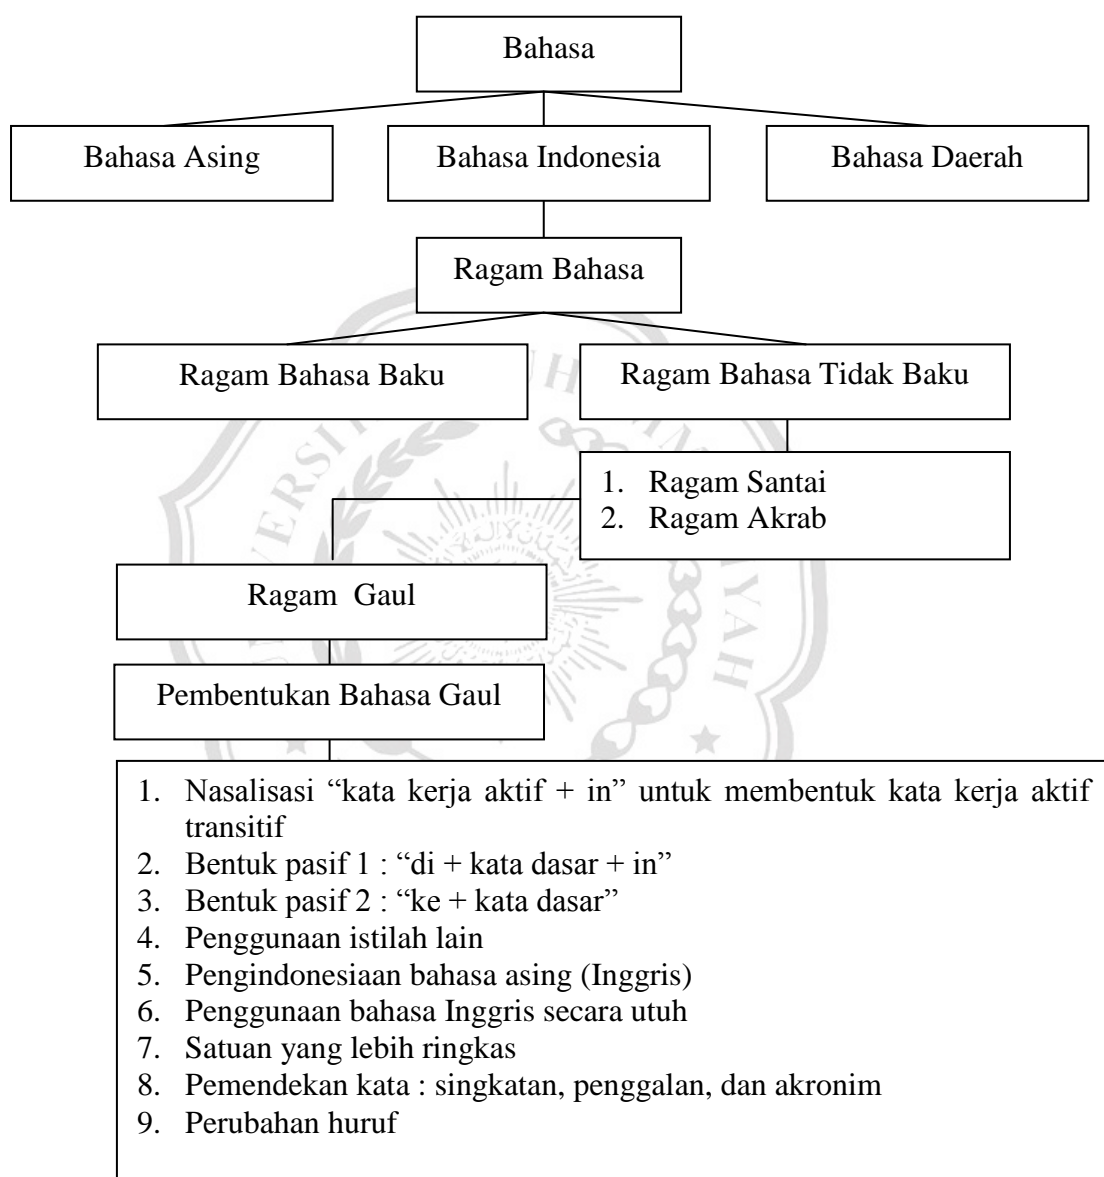 Bahasa
Bahasa Asing
Bahasa Indonesia
Bahasa Daerah
Ragam Bahasa
Ragam Bahasa Baku
Ragam Bahasa Tidak Baku
1. Ragam Santai
2. Ragam Akrab
Ragam  Gaul
Pembentukan Bahasa Gaul
1. Nasalisasi “kata kerja aktif + in” untuk membentuk kata kerja aktif
transitif
2. Bentuk pasif 1 : “di + kata dasar + in”
3. Bentuk pasif 2 : “ke + kata dasar”
4. Penggunaan istilah lain
5. Pengindonesiaan bahasa asing (Inggris)
6. Penggunaan bahasa Inggris secara utuh
7. Satuan yang lebih ringkas
8. Pemendekan kata : singkatan, penggalan, dan akronim
9. Perubahan huruf